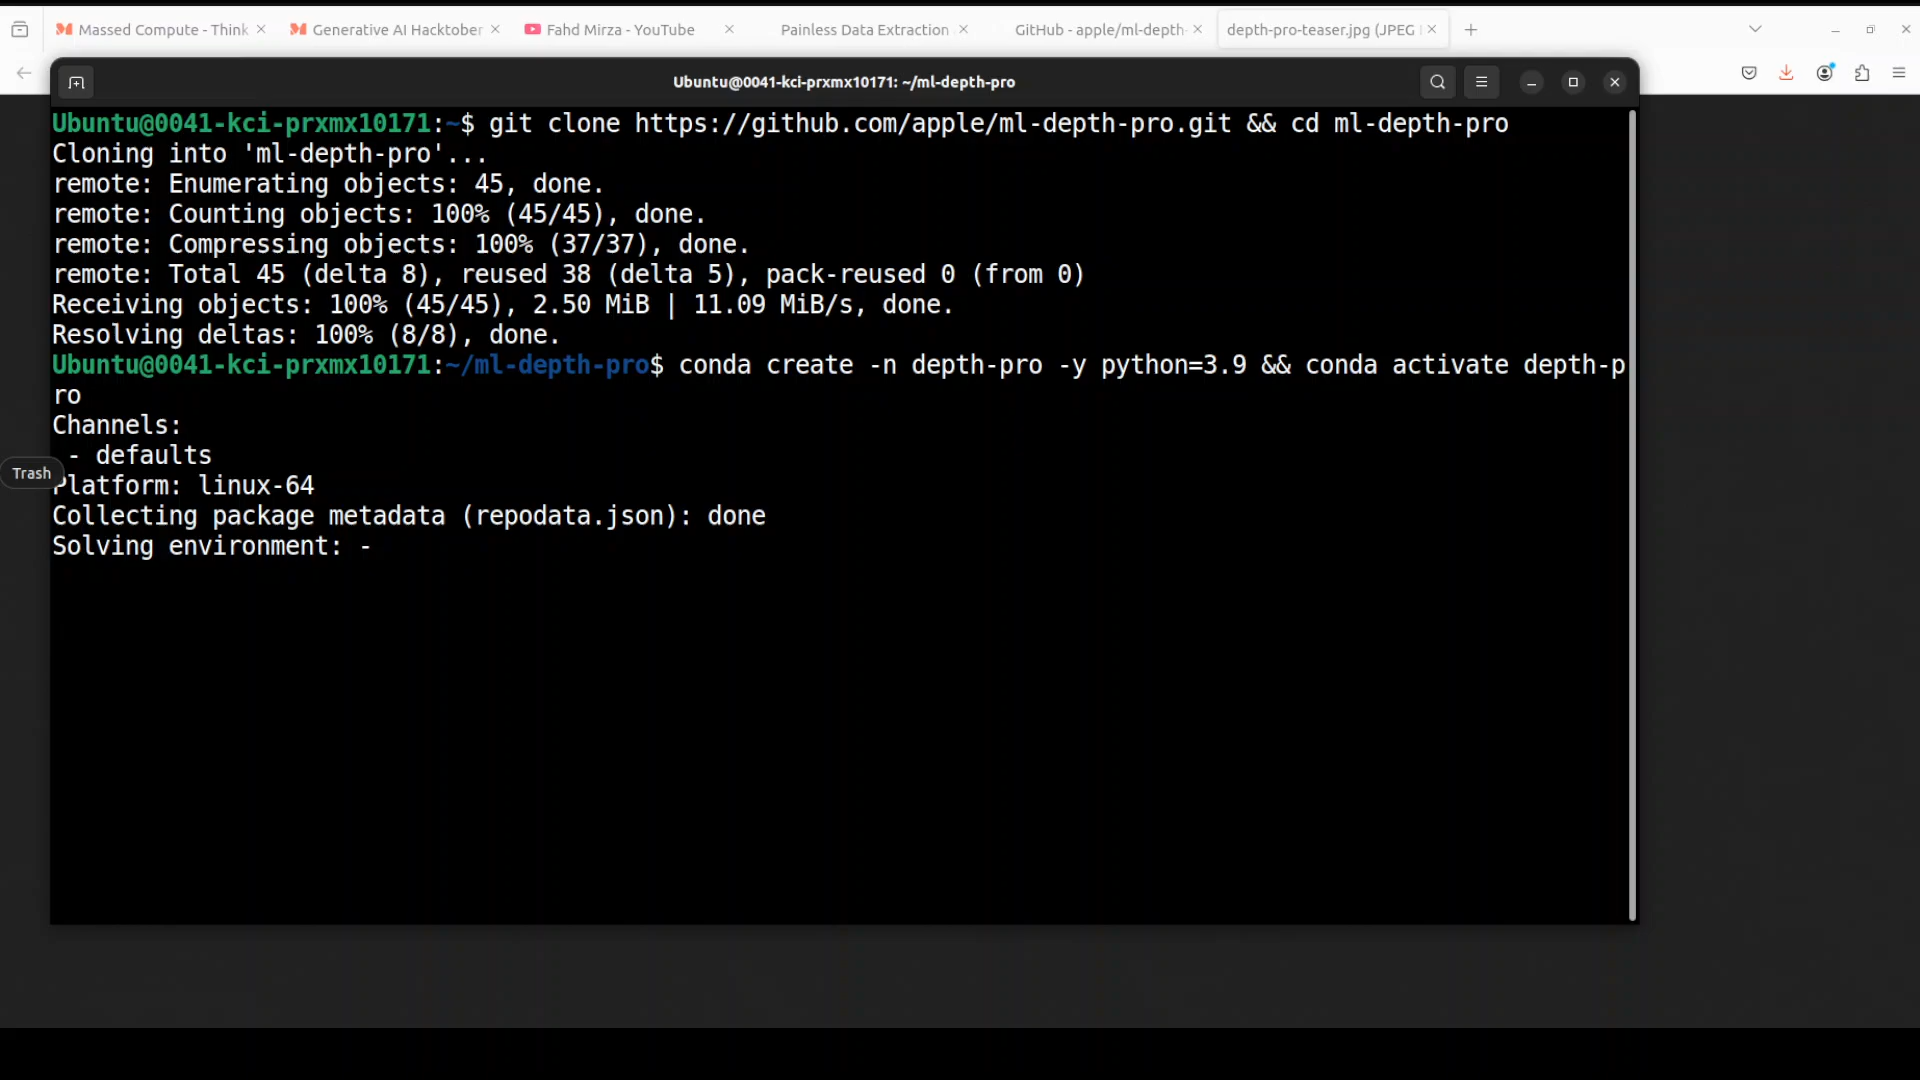 Massed Compute - Think
Generative AI Hacktober
Fahd Mirza - YouTube
Painless Data Extraction
GitHub - apple/ml-depth-
depth-pro-teaser.jpg (JPEG
Ubuntu@0041-kci-prxmx10171: ~/ml-depth-pro
Ubuntu@0041-kci-prxmx10171:~$ git clone https://github.com/apple/ml-depth-pro.git && cd ml-depth-pro
Cloning into 'ml-depth-pro'...
remote: Enumerating objects: 45, done.
remote: Counting objects: 100% (45/45), done.
remote: Compressing objects: 100% (37/37), done.
remote: Total 45 (delta 8), reused 38 (delta 5), pack-reused 0 (from 0)
Receiving objects: 100% (45/45), 2.50 MiB | 11.09 MiB/s, done.
Resolving deltas: 100% (8/8), done.
Ubuntu@0041-kci-prxmx10171:~/ml-depth-pro$ conda create -n depth-pro -y python=3.9 && conda activate depth-p
ro
Channels:
 - defaults
Trash
Platform: linux-64
Collecting package metadata (repodata.json): done
Solving environment: -